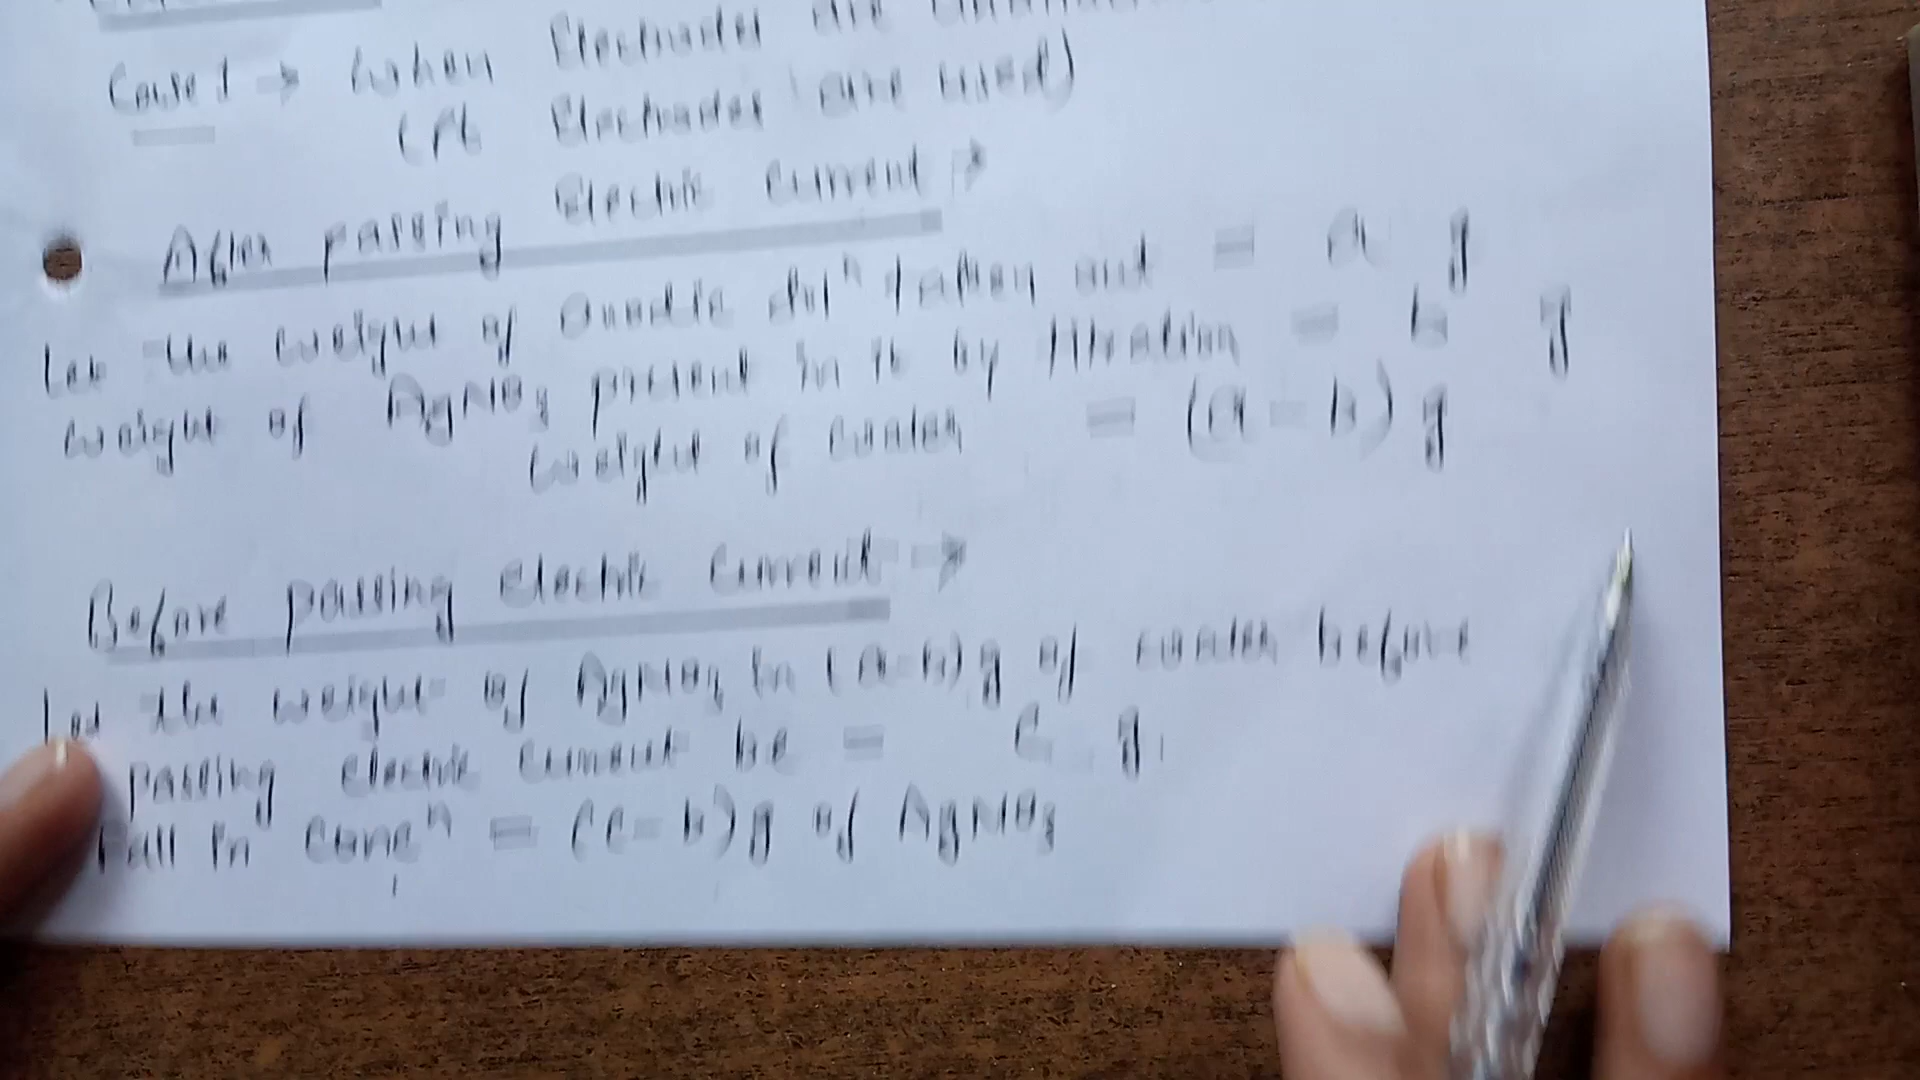 Case 1 → When Electrodes are
(Pt Electrodes are used)
After passing Electric current →
Let the weight of anodic solⁿ taken out = a g
weight of AgNO₃ present in it by titration = b g
weight of water = (a - b) g
Before passing electric current →
Let the weight of AgNO₃ in (a-b) g of water before
passing electric current be = c g.
Fall in concⁿ = (c-b) g of AgNO₃